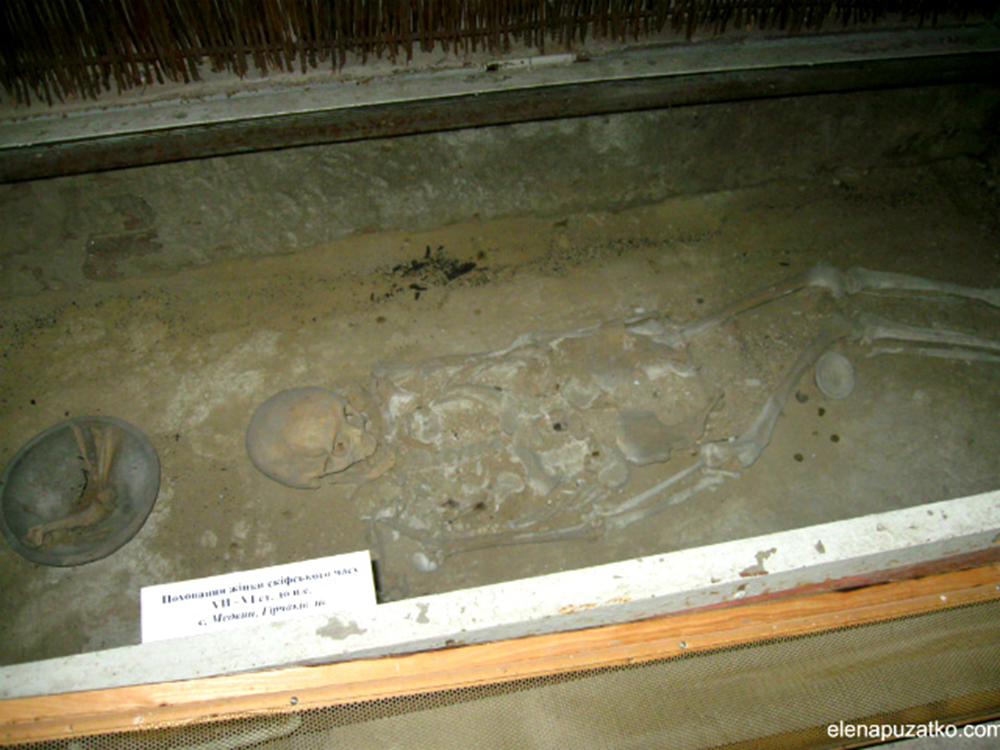 Поховання жінки скіфського часу
VII - VI ст. до н.е.
с. Медвин,
elenapuzatko.com